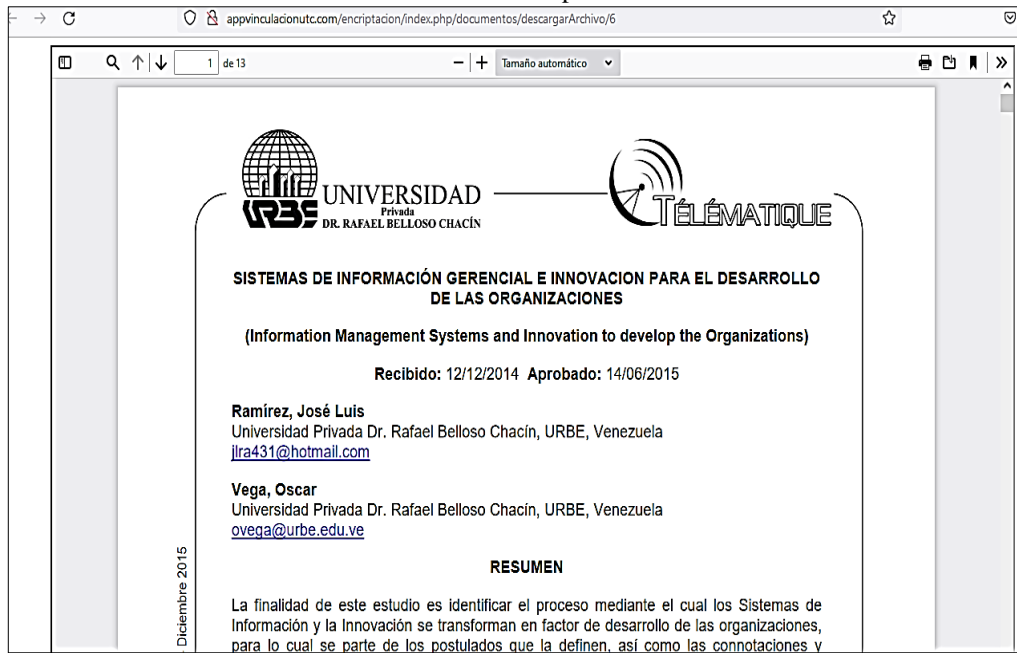 appvinculacionutc.com/encriptacion/index.php/documentos/descargarArchivo/6
1 de 13
Tamaño automático
URBE
UNIVERSIDAD
Privada
DR. RAFAEL BELLOSO CHACÍN
TÉLÉMATIQUE
SISTEMAS DE INFORMACIÓN GERENCIAL E INNOVACION PARA EL DESARROLLO
DE LAS ORGANIZACIONES
(Information Management Systems and Innovation to develop the Organizations)
Recibido: 12/12/2014 Aprobado: 14/06/2015
Ramírez, José Luis
Universidad Privada Dr. Rafael Belloso Chacín, URBE, Venezuela
jlra431@hotmail.com
Vega, Oscar
Universidad Privada Dr. Rafael Belloso Chacín, URBE, Venezuela
ovega@urbe.edu.ve
RESUMEN
La finalidad de este estudio es identificar el proceso mediante el cual los Sistemas de
Información y la Innovación se transforman en factor de desarrollo de las organizaciones,
para lo cual se parte de los postulados que la definen, así como las connotaciones y
Diciembre 2015